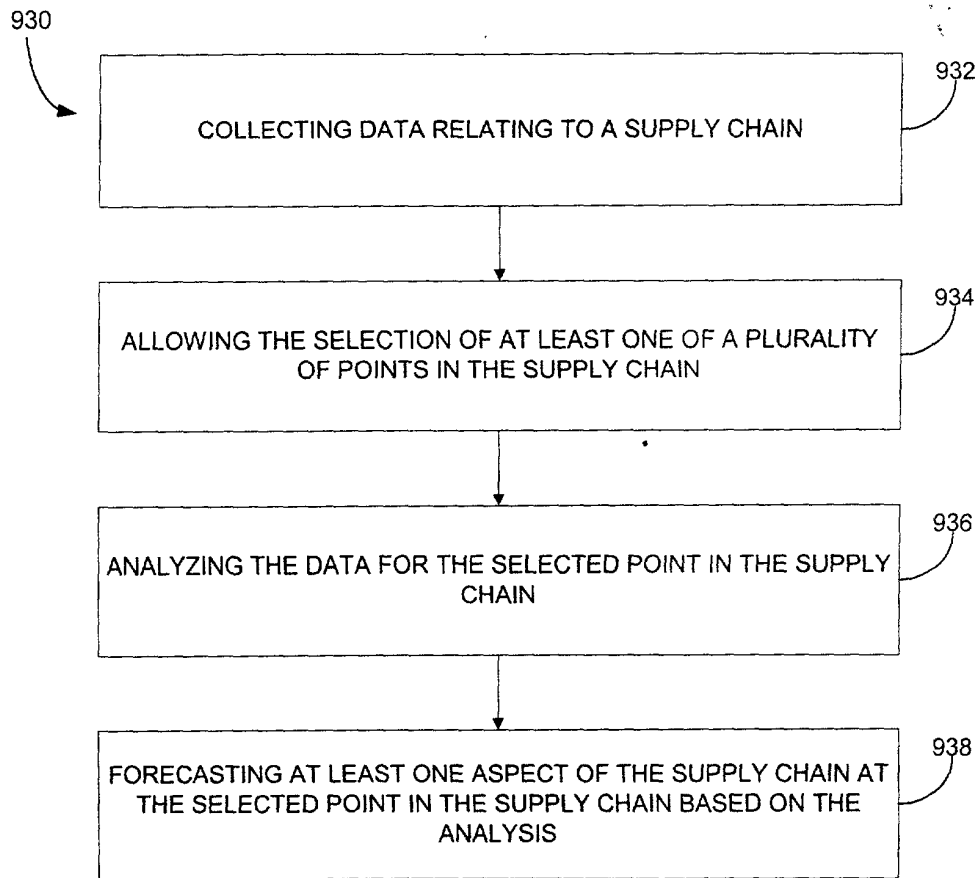 930
932
COLLECTING DATA RELATING TO A SUPPLY CHAIN
934
ALLOWING THE SELECTION OF AT LEAST ONE OF A PLURALITY
OF POINTS IN THE SUPPLY CHAIN
936
ANALYZING THE DATA FOR THE SELECTED POINT IN THE SUPPLY
CHAIN
938
FORECASTING AT LEAST ONE ASPECT OF THE SUPPLY CHAIN AT
THE SELECTED POINT IN THE SUPPLY CHAIN BASED ON THE
ANALYSIS